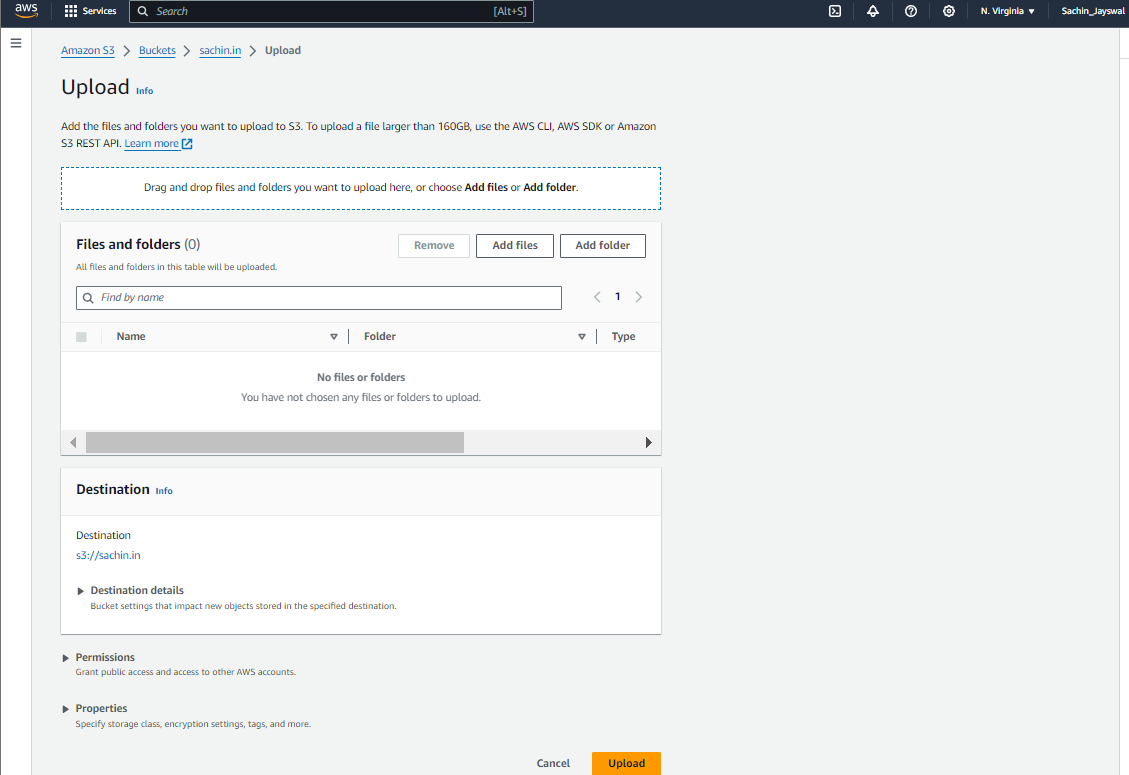 aws Services Search [Alt+S] N. Virginia Sachin_Jayswal
Amazon S3 > Buckets > sachin.in > Upload
Upload Info
Add the files and folders you want to upload to S3. To upload a file larger than 160GB, use the AWS CLI, AWS SDK or Amazon
S3 REST API. Learn more
Drag and drop files and folders you want to upload here, or choose Add files or Add folder.
Files and folders (0) Remove Add files Add folder
All files and folders in this table will be uploaded.
Find by name 1
Name Folder Type
No files or folders
You have not chosen any files or folders to upload.
Destination Info
Destination
s3://sachin.in
Destination details
Bucket settings that impact new objects stored in the specified destination.
Permissions
Grant public access and access to other AWS accounts.
Properties
Specify storage class, encryption settings, tags, and more.
Cancel Upload